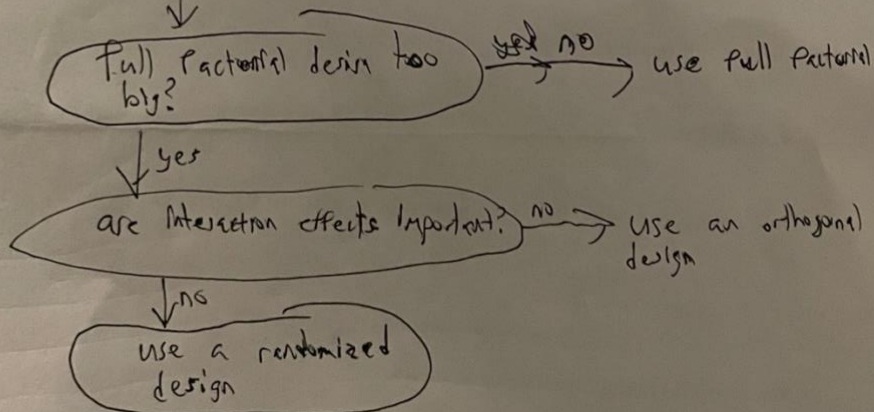 full factorial design too
big?
no
use full factorial
yes
are interaction effects important?
no
use an orthogonal
design
no
use a randomized
design